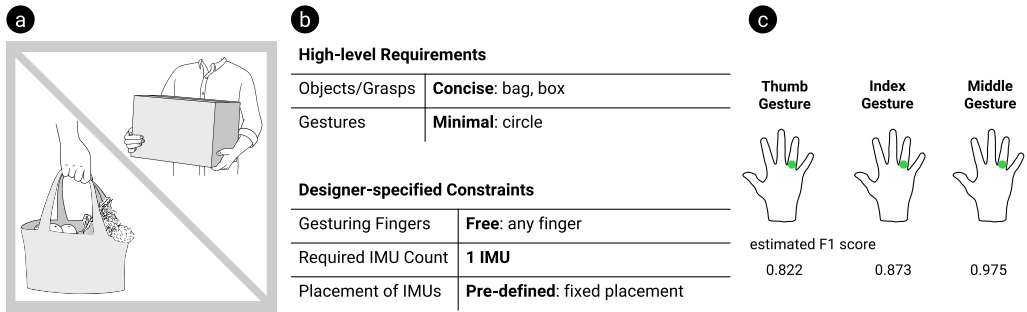 a
b
c
High-level Requirements
Objects/Grasps Concise: bag, box
Gestures Minimal: circle
Designer-specified Constraints
Gesturing Fingers Free: any finger
Required IMU Count 1 IMU
Placement of IMUs Pre-defined: fixed placement
Thumb Gesture
Index Gesture
Middle Gesture
estimated F1 score
0.822 0.873 0.975